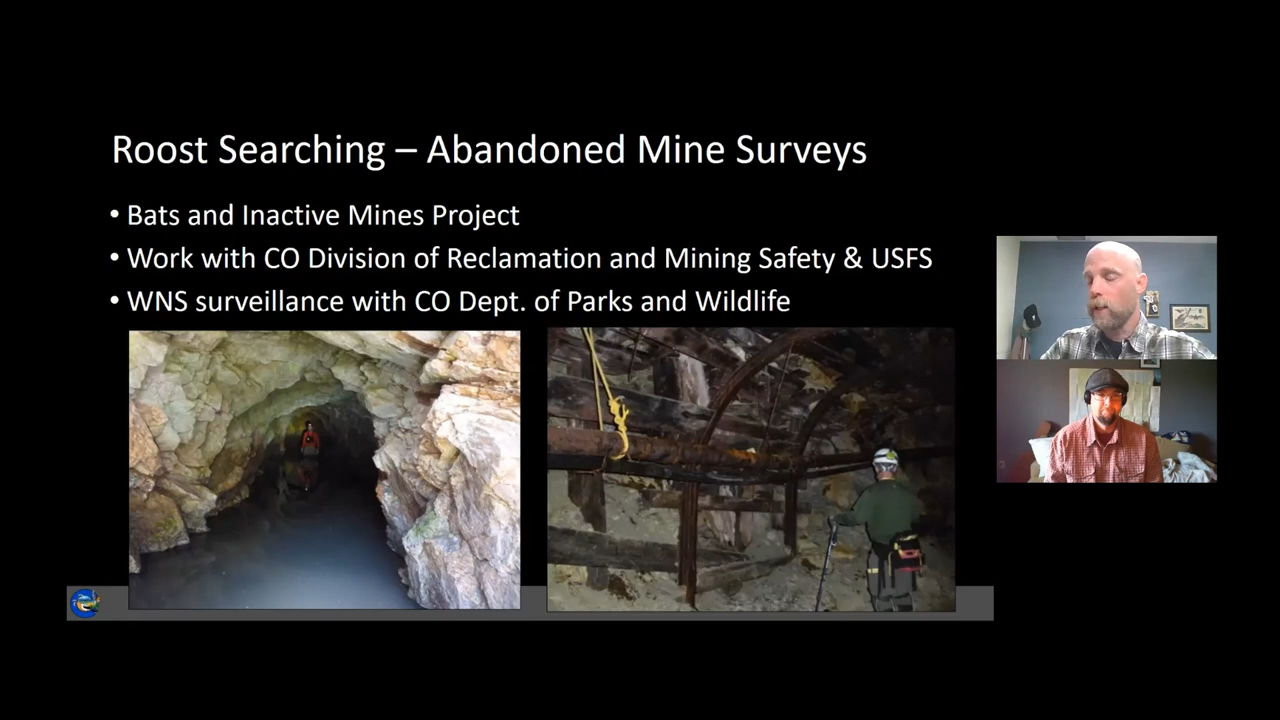 Roost Searching – Abandoned Mine Surveys
• Bats and Inactive Mines Project
• Work with CO Division of Reclamation and Mining Safety & USFS
• WNS surveillance with CO Dept. of Parks and Wildlife